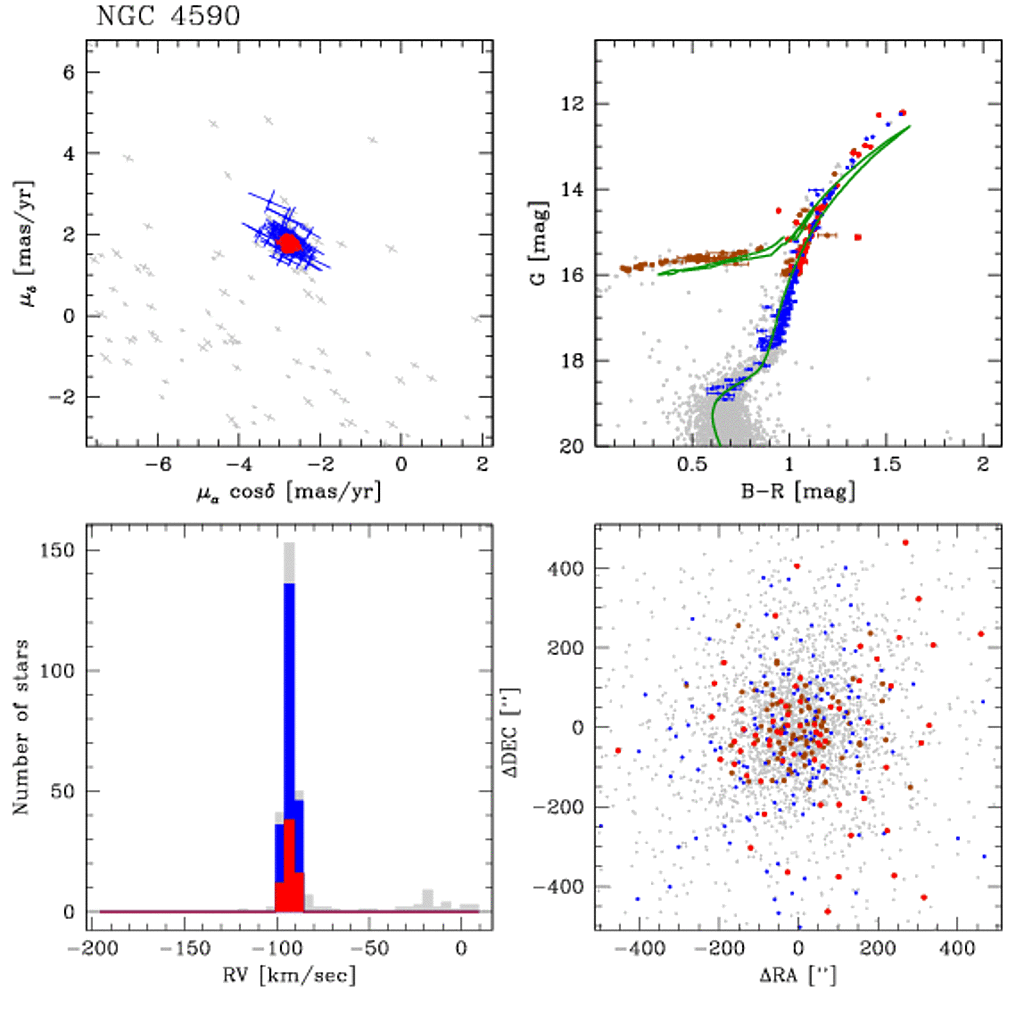 NGC 4590
6
4
2
0
−2
μδ [mas/yr]
−6 −4 −2 0 2
μα cosδ [mas/yr]
12
14
16
18
20
G [mag]
0.5 1 1.5 2
B−R [mag]
150
100
50
0
Number of stars
−200 −150 −100 −50 0
RV [km/sec]
400
200
0
−200
−400
ΔDEC [″]
−400 −200 0 200 400
ΔRA [″]